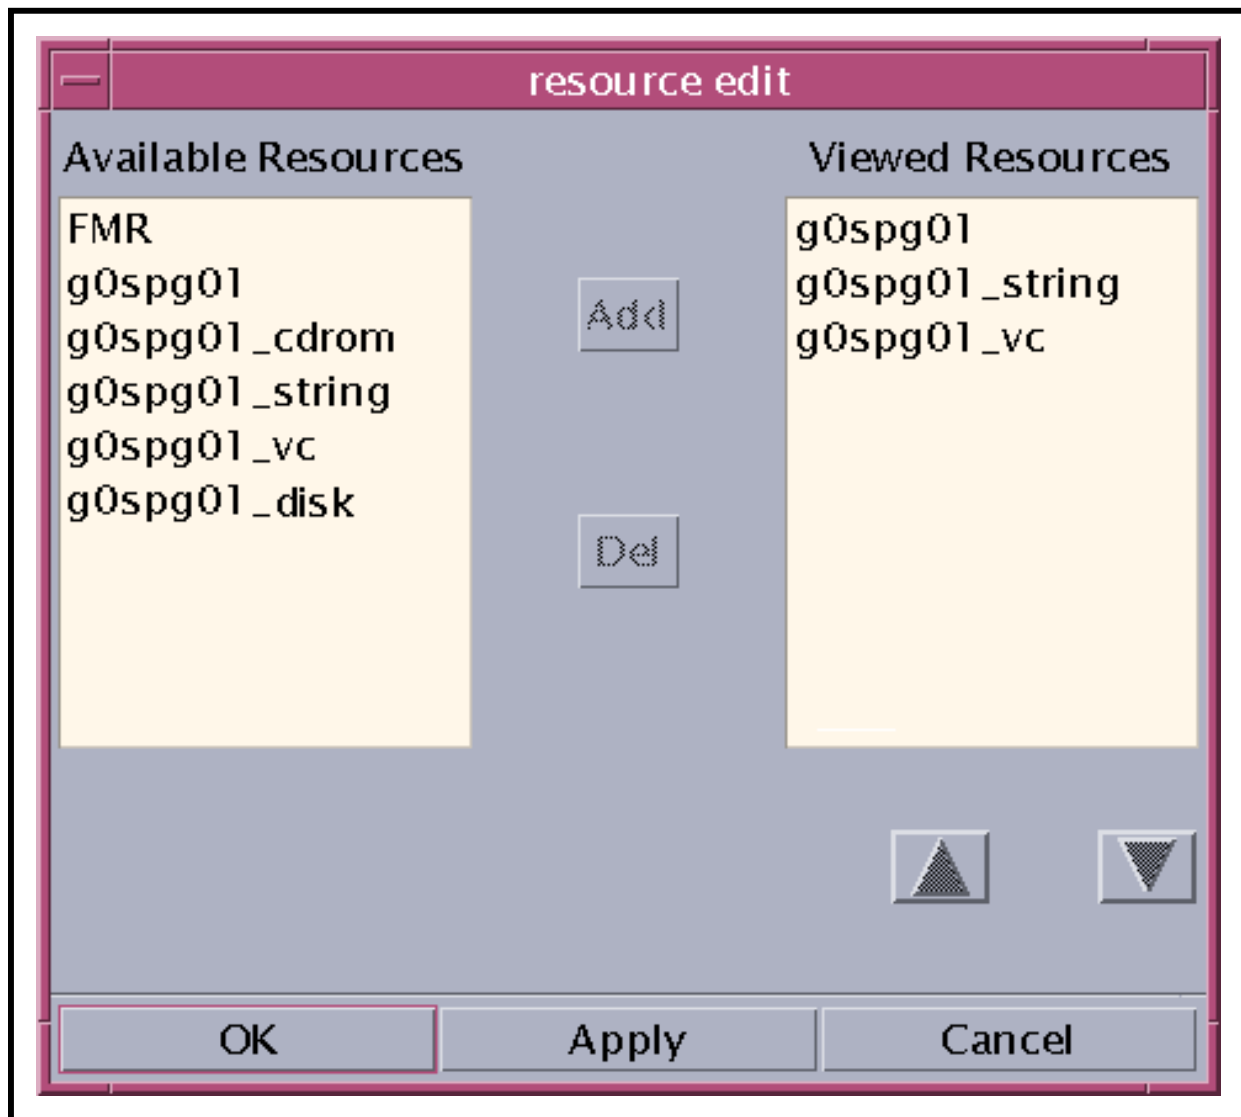 resource edit
Available Resources
Viewed Resources
FMR
g0spg01
g0spg01_cdrom
g0spg01_string
g0spg01_vc
g0spg01_disk
Add
Del
g0spg01
g0spg01_string
g0spg01_vc
OK
Apply
Cancel